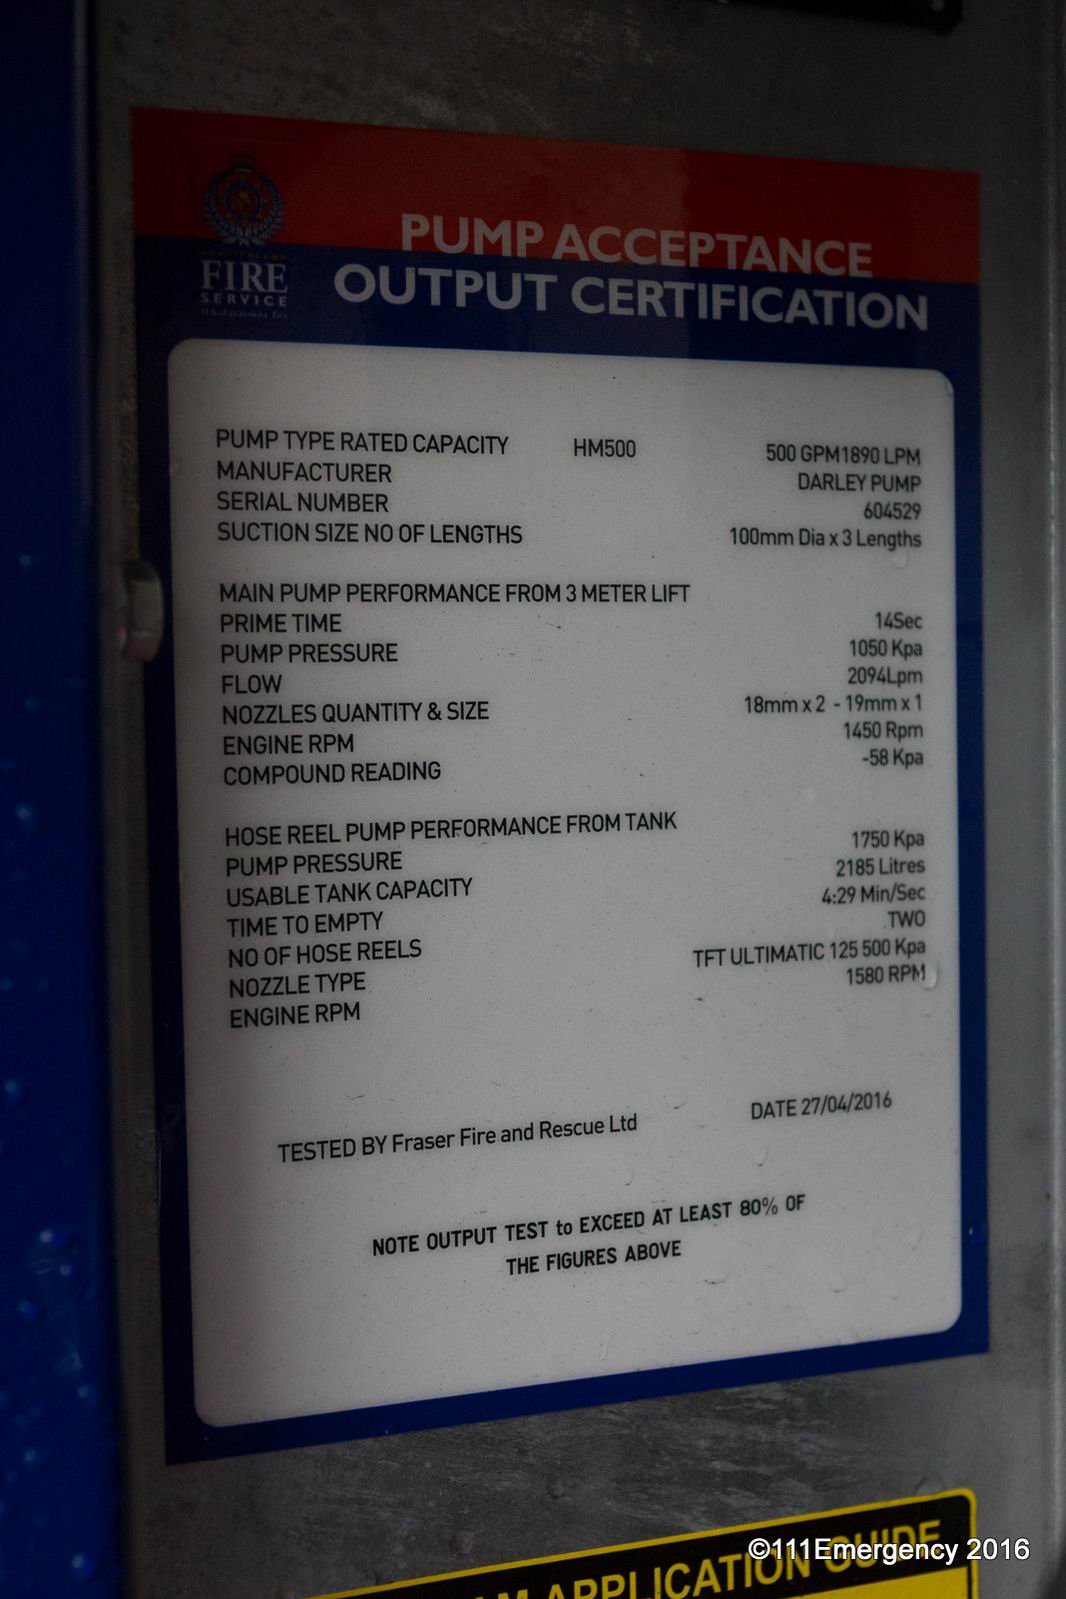 PUMP ACCEPTANCE
OUTPUT CERTIFICATION
FIRE
SERVICE
PUMP TYPE RATED CAPACITY HM500 500 GPM1890 LPM
MANUFACTURER DARLEY PUMP
SERIAL NUMBER 604529
SUCTION SIZE NO OF LENGTHS 100mm Dia x 3 Lengths
MAIN PUMP PERFORMANCE FROM 3 METER LIFT
PRIME TIME 14Sec
PUMP PRESSURE 1050 Kpa
FLOW 2094Lpm
NOZZLES QUANTITY & SIZE 18mm x 2 - 19mm x 1
ENGINE RPM 1450 Rpm
COMPOUND READING -58 Kpa
HOSE REEL PUMP PERFORMANCE FROM TANK
PUMP PRESSURE 1750 Kpa
USABLE TANK CAPACITY 2185 Litres
TIME TO EMPTY 4:29 Min/Sec
NO OF HOSE REELS TWO
NOZZLE TYPE TFT ULTIMATIC 125 500 Kpa
ENGINE RPM 1580 RPM
TESTED BY Fraser Fire and Rescue Ltd DATE 27/04/2016
NOTE OUTPUT TEST to EXCEED AT LEAST 80% OF
THE FIGURES ABOVE
APPLICATION GUIDE
©111Emergency 2016